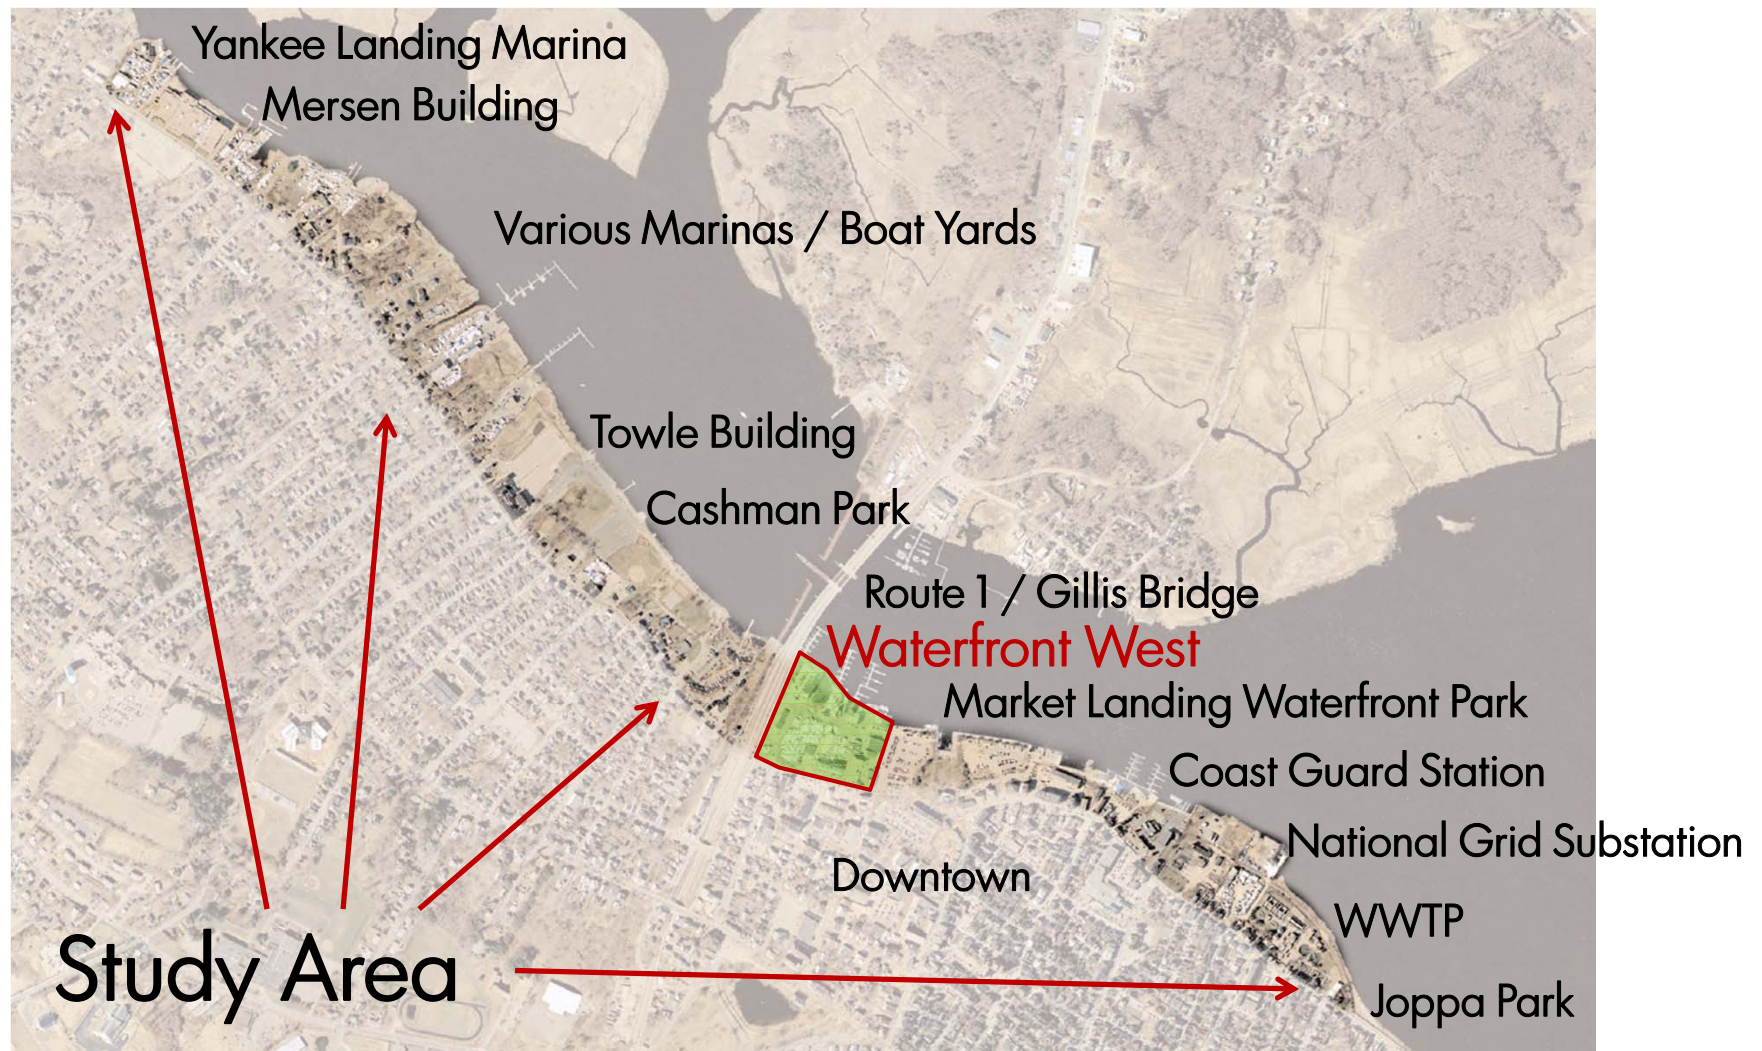 Yankee Landing Marina
Mersen Building
Various Marinas / Boat Yards
Towle Building
Cashman Park
Route 1 / Gillis Bridge
Waterfront West
Market Landing Waterfront Park
Coast Guard Station
National Grid Substation
Downtown
WWTP
Study Area
Joppa Park